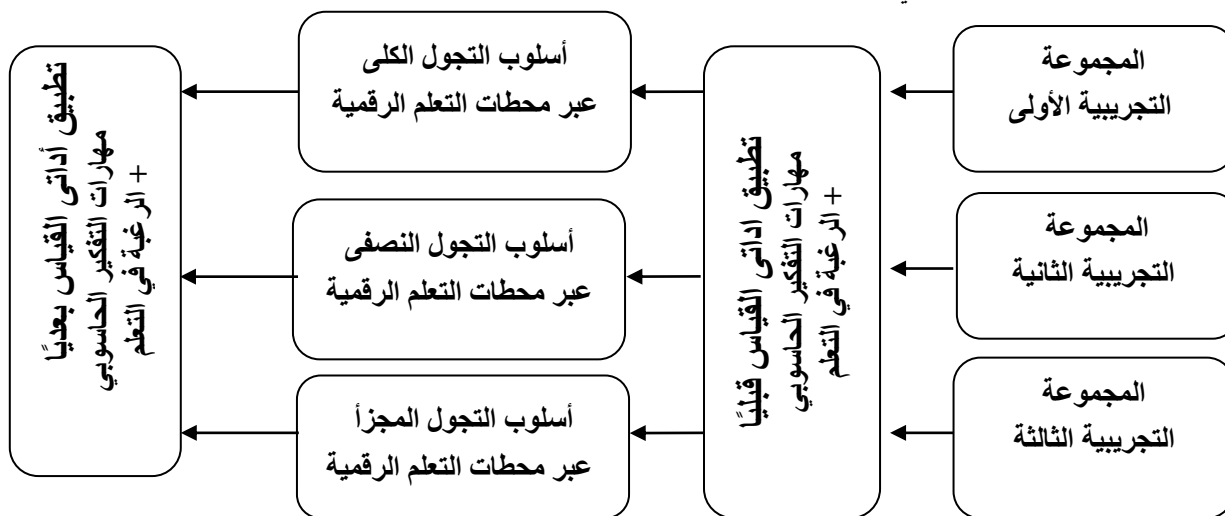 المجموعة
التجريبية الأولى
المجموعة
التجريبية الثانية
المجموعة
التجريبية الثالثة
تطبيق اداتى القياس قبليًا
مهارات التفكير الحاسوبي
+ الرغبة في التعلم
أسلوب التجول الكلى
عبر محطات التعلم الرقمية
أسلوب التجول النصفى
عبر محطات التعلم الرقمية
أسلوب التجول المجزأ
عبر محطات التعلم الرقمية
تطبيق أداتى القياس بعديًا
مهارات التفكير الحاسوبي
+ الرغبة في التعلم